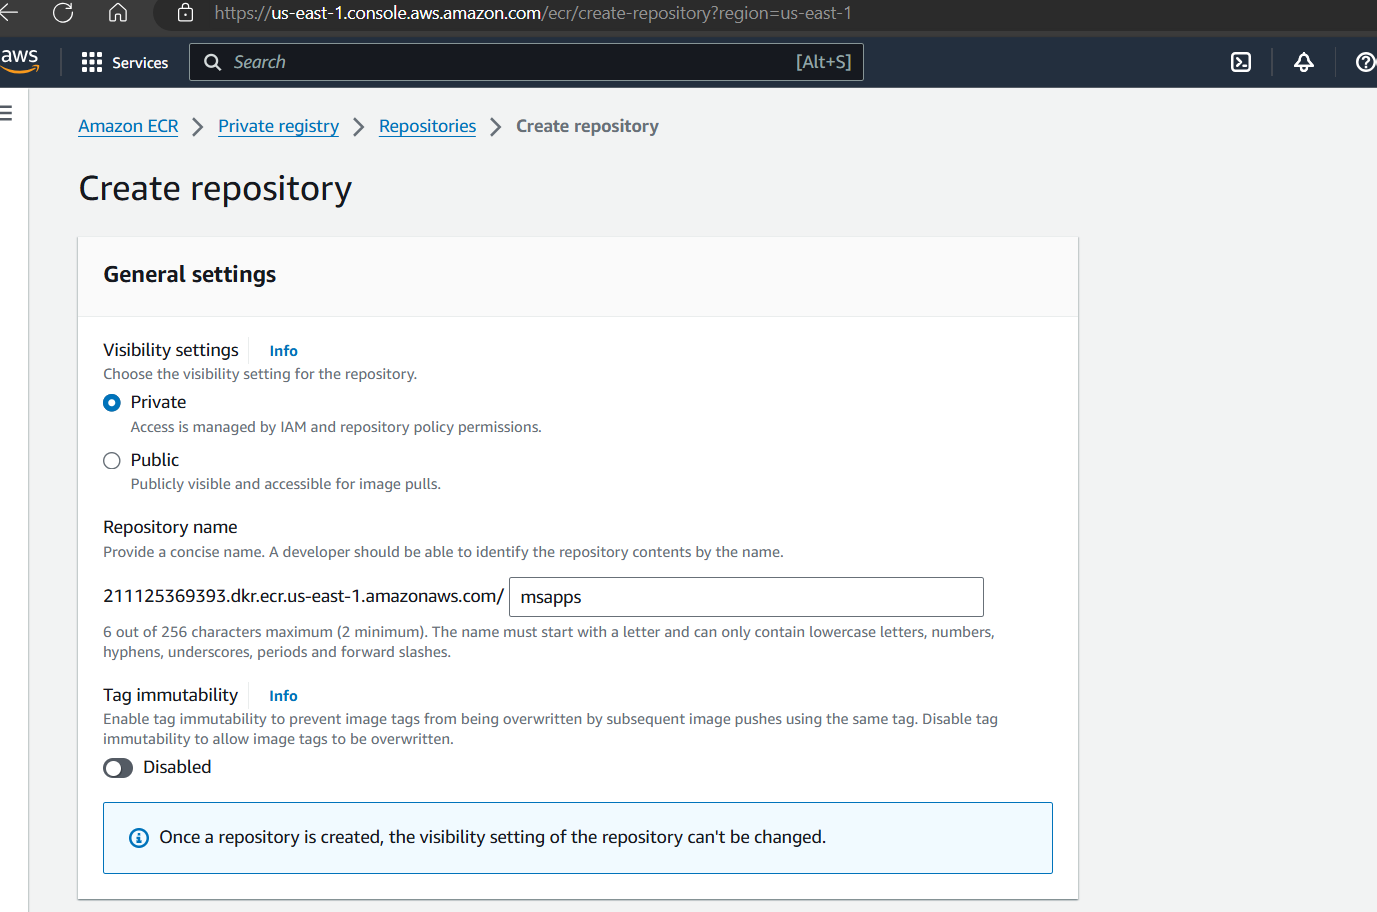 https://us-east-1.console.aws.amazon.com/ecr/create-repository?region=us-east-1
aws
Services
Search
[Alt+S]
Amazon ECR
Private registry
Repositories
Create repository
Create repository
General settings
Visibility settings
Info
Choose the visibility setting for the repository.
Private
Access is managed by IAM and repository policy permissions.
Public
Publicly visible and accessible for image pulls.
Repository name
Provide a concise name. A developer should be able to identify the repository contents by the name.
211125369393.dkr.ecr.us-east-1.amazonaws.com/
msapps
6 out of 256 characters maximum (2 minimum). The name must start with a letter and can only contain lowercase letters, numbers,
hyphens, underscores, periods and forward slashes.
Tag immutability
Info
Enable tag immutability to prevent image tags from being overwritten by subsequent image pushes using the same tag. Disable tag
immutability to allow image tags to be overwritten.
Disabled
Once a repository is created, the visibility setting of the repository can't be changed.